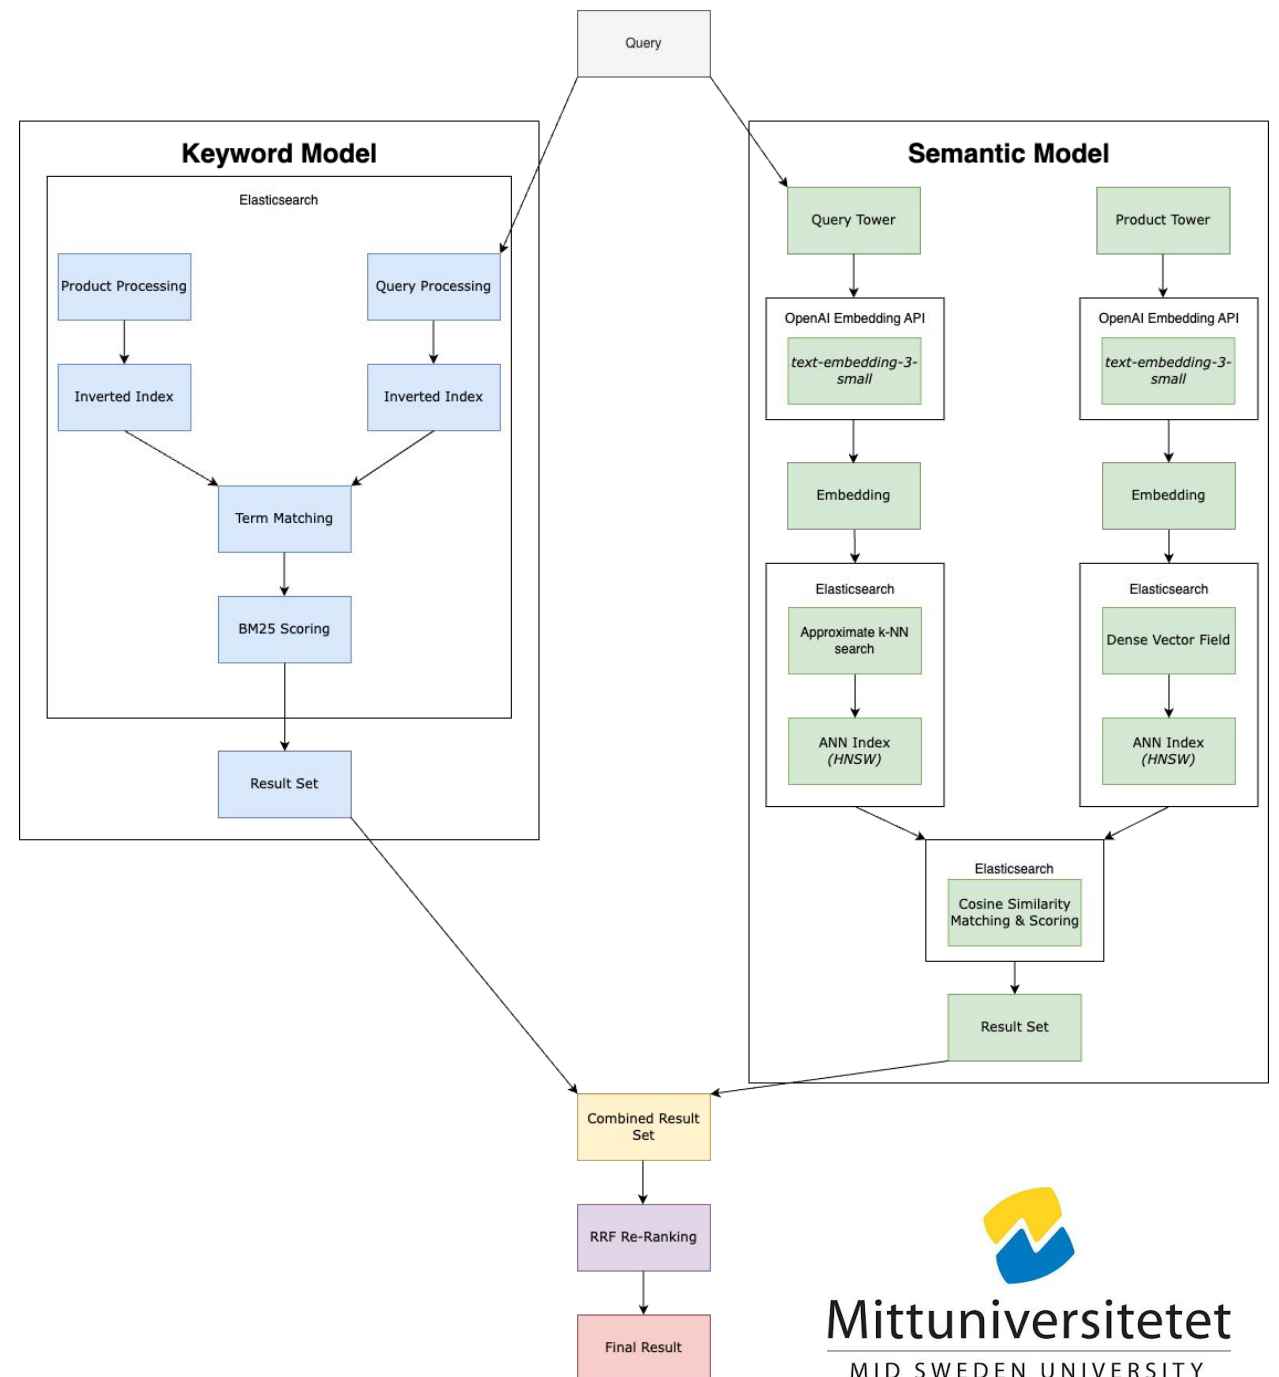 Query
Keyword Model
Elasticsearch
Product Processing
Query Processing
Inverted Index
Inverted Index
Term Matching
BM25 Scoring
Result Set
Semantic Model
Query Tower
Product Tower
OpenAI Embedding API
text-embedding-3-
small
OpenAI Embedding API
text-embedding-3-
small
Embedding
Embedding
Elasticsearch
Approximate k-NN
search
ANN Index
(HNSW)
Elasticsearch
Dense Vector Field
ANN Index
(HNSW)
Elasticsearch
Cosine Similarity
Matching & Scoring
Result Set
Combined Result
Set
RRF Re-Ranking
Final Result
Mittuniversitetet
MID SWEDEN UNIVERSITY